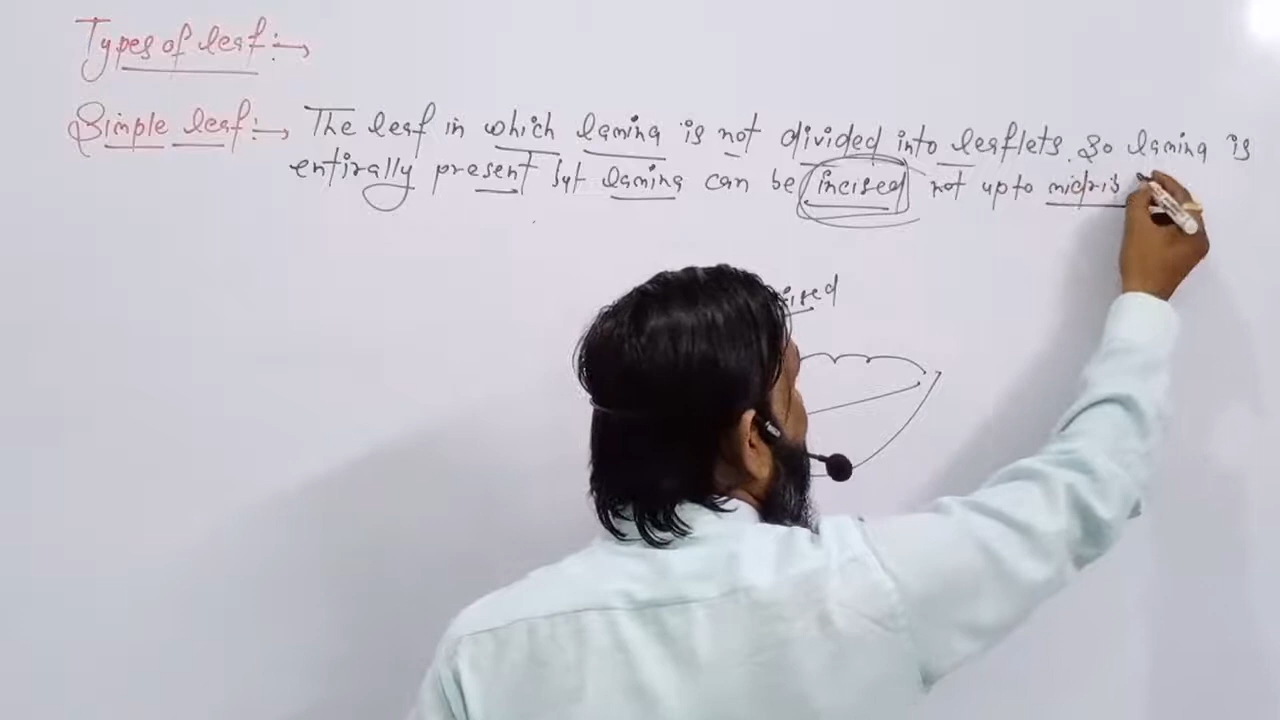 Types of leaf:→
Simple leaf:→ The leaf in which lamina is not divided into leaflets. So lamina is
entirally present but lamina can be incised not upto midrib
ised